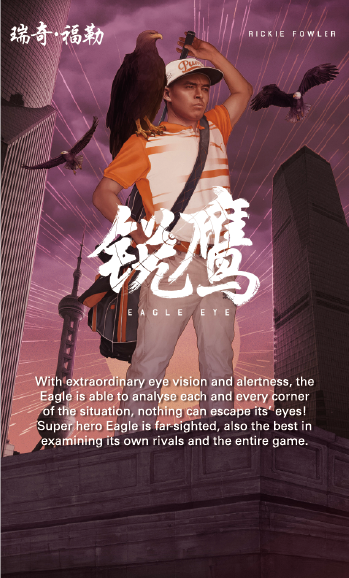 瑞奇·福勒
RICKIE FOWLER
PUMA
锐鹰
EAGLE EYE
With extraordinary eye vision and alertness, the
Eagle is able to analyse each and every corner
of the situation, nothing can escape its' eyes!
Super hero Eagle is far-sighted, also the best in
examining its own rivals and the entire game.